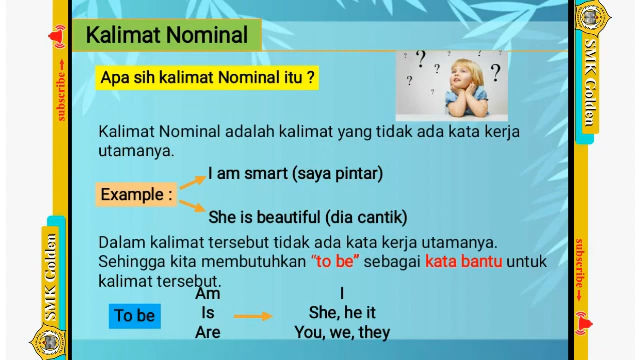 Kalimat Nominal
Apa sih kalimat Nominal itu ?
Kalimat Nominal adalah kalimat yang tidak ada kata kerja
utamanya.
I am smart (saya pintar)
Example :
She is beautiful (dia cantik)
Dalam kalimat tersebut tidak ada kata kerja utamanya.
Sehingga kita membutuhkan "to be" sebagai kata bantu untuk
kalimat tersebut.
Am I
To be Is She, he it
Are You, we, they
subscribe
SMK Golden
SMK Golden
subscribe